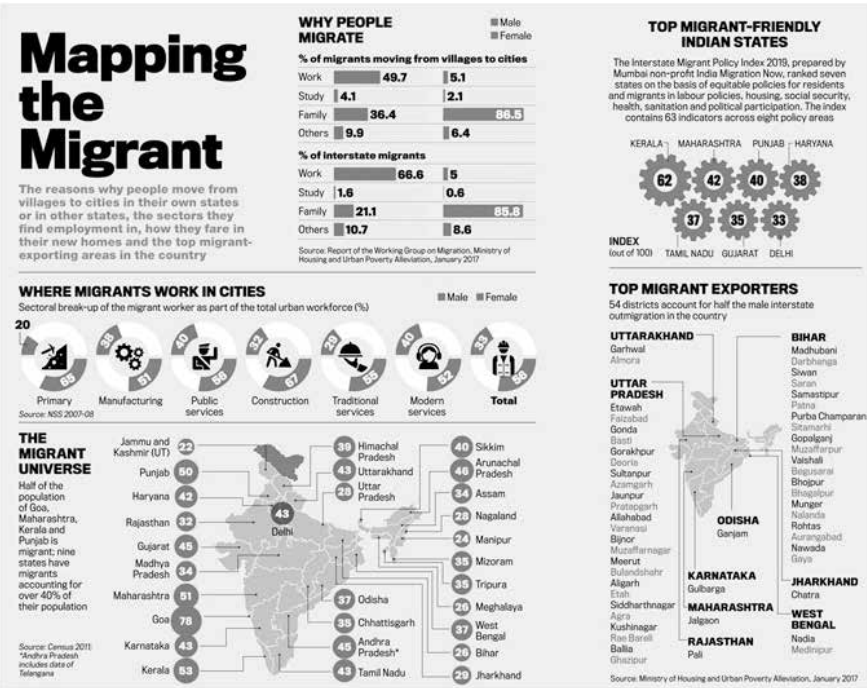 Mapping
the
Migrant
The reasons why people move from
villages to cities in their own states
or in other states, the sectors they
find employment in, how they fare in
their new homes and the top migrant-
exporting areas in the country
WHY PEOPLE
MIGRATE
Male
Female
% of migrants moving from villages to cities
Work 49.7 5.1
Study 4.1 2.1
Family 36.4 86.5
Others 9.9 6.4
% of interstate migrants
Work 66.6 5
Study 1.6 0.6
Family 21.1 85.8
Others 10.7 8.6
Source: Report of the Working Group on Migration, Ministry of
Housing and Urban Poverty Alleviation, January 2017
TOP MIGRANT-FRIENDLY
INDIAN STATES
The Interstate Migrant Policy Index 2019, prepared by
Mumbai non-profit India Migration Now, ranked seven
states on the basis of equitable policies for residents
and migrants in labour policies, housing, social security,
health, sanitation and political participation. The index
contains 63 indicators across eight policy areas
KERALA MAHARASHTRA PUNJAB HARYANA
62 42 40 38
37 35 33
INDEX
(out of 100) TAMIL NADU GUJARAT DELHI
WHERE MIGRANTS WORK IN CITIES
Male Female
Sectoral break-up of the migrant worker as part of the total urban workforce (%)
20 65
38 51
40 56
32 67
29 55
40 52
33 56
Primary
Manufacturing
Public
services
Construction
Traditional
services
Modern
services
Total
Source: NSS 2007-08
THE
MIGRANT
UNIVERSE
Half of the
population
of Goa,
Maharashtra,
Kerala and
Punjab is
migrant; nine
states have
migrants
accounting for
over 40% of
their population
Source: Census 2011;
*Andhra Pradesh
includes data of
Telangana
Jammu and
Kashmir (UT) 22
Punjab 50
Haryana 42
Rajasthan 32
Gujarat 45
Madhya
Pradesh 34
Maharashtra 51
Goa 78
Karnataka 43
Kerala 53
43
Delhi
39 Himachal
Pradesh
43 Uttarakhand
28 Uttar
Pradesh
37 Odisha
35 Chhattisgarh
45 Andhra
Pradesh*
43 Tamil Nadu
40 Sikkim
46 Arunachal
Pradesh
34 Assam
28 Nagaland
24 Manipur
35 Mizoram
35 Tripura
26 Meghalaya
37 West
Bengal
26 Bihar
29 Jharkhand
TOP MIGRANT EXPORTERS
54 districts account for half the male interstate
outmigration in the country
UTTARAKHAND
Garhwal
Almora
UTTAR
PRADESH
Etawah
Faizabad
Gonda
Basti
Gorakhpur
Deoria
Sultanpur
Azamgarh
Jaunpur
Pratapgarh
Allahabad
Varanasi
Bijnor
Muzaffarnagar
Meerut
Bulandshahr
Aligarh
Etah
Siddharthnagar
Agra
Kushinagar
Rae Bareli
Ballia
Ghazipur
ODISHA
Ganjam
KARNATAKA
Gulbarga
MAHARASHTRA
Jalgaon
RAJASTHAN
Pali
BIHAR
Madhubani
Darbhanga
Siwan
Saran
Samastipur
Patna
Purba Champaran
Sitamarhi
Gopalganj
Muzaffarpur
Vaishali
Begusarai
Bhojpur
Bhagalpur
Munger
Nalanda
Rohtas
Aurangabad
Nawada
Gaya
JHARKHAND
Chatra
WEST
BENGAL
Nadia
Medinipur
Source: Ministry of Housing and Urban Poverty Alleviation, January 2017